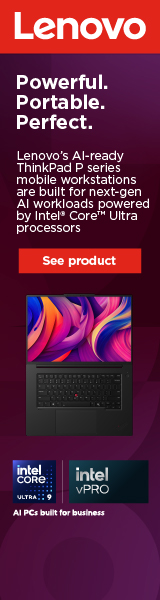 Lenovo
Powerful.
Portable.
Perfect.
Lenovo's AI-ready
ThinkPad P series
mobile workstations
are built for next-gen
AI workloads powered
by Intel® Core™ Ultra
processors
See product
intel
CORE
ULTRA 9
intel
vPRO
AI PCs built for business